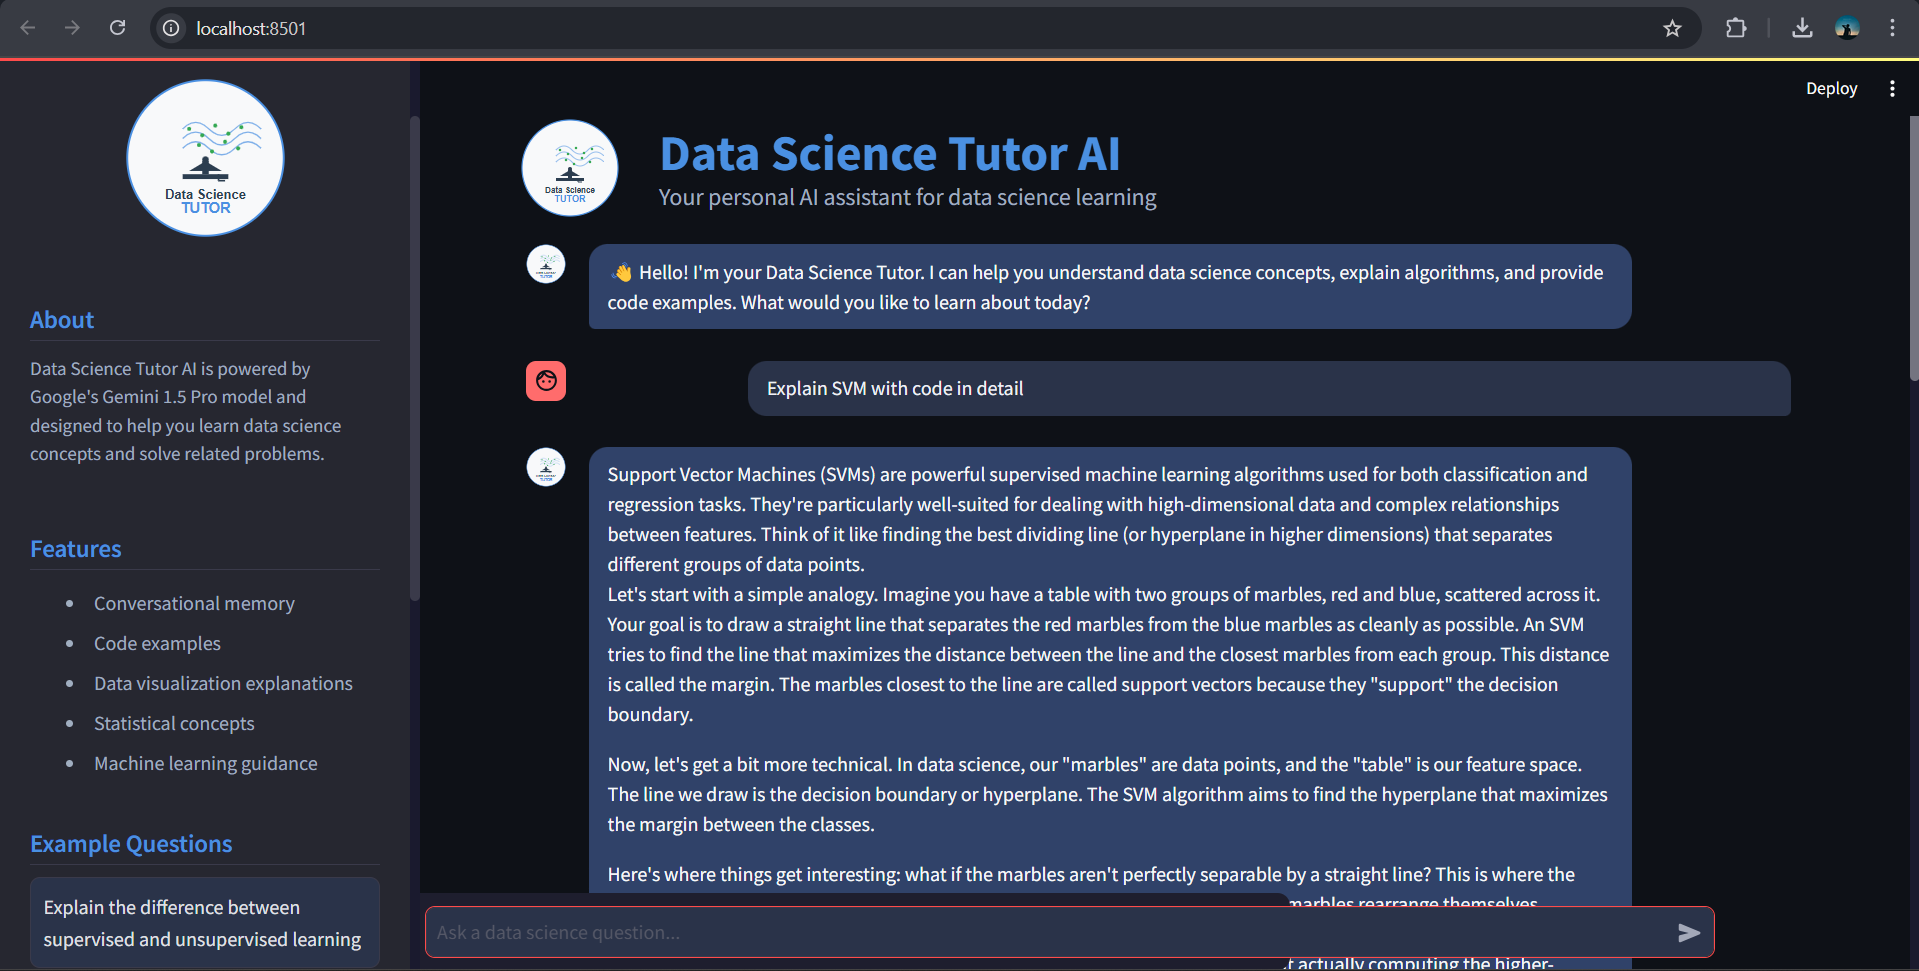 localhost:8501
Deploy
Data Science
TUTOR
About
Data Science Tutor AI is powered by
Google's Gemini 1.5 Pro model and
designed to help you learn data science
concepts and solve related problems.
Features
Conversational memory
Code examples
Data visualization explanations
Statistical concepts
Machine learning guidance
Example Questions
Explain the difference between
supervised and unsupervised learning
Data Science
TUTOR
Data Science Tutor AI
Your personal AI assistant for data science learning
👋 Hello! I'm your Data Science Tutor. I can help you understand data science concepts, explain algorithms, and provide
code examples. What would you like to learn about today?
Explain SVM with code in detail
Support Vector Machines (SVMs) are powerful supervised machine learning algorithms used for both classification and
regression tasks. They're particularly well-suited for dealing with high-dimensional data and complex relationships
between features. Think of it like finding the best dividing line (or hyperplane in higher dimensions) that separates
different groups of data points.
Let's start with a simple analogy. Imagine you have a table with two groups of marbles, red and blue, scattered across it.
Your goal is to draw a straight line that separates the red marbles from the blue marbles as cleanly as possible. An SVM
tries to find the line that maximizes the distance between the line and the closest marbles from each group. This distance
is called the margin. The marbles closest to the line are called support vectors because they "support" the decision
boundary.
Now, let's get a bit more technical. In data science, our "marbles" are data points, and the "table" is our feature space.
The line we draw is the decision boundary or hyperplane. The SVM algorithm aims to find the hyperplane that maximizes
the margin between the classes.
Here's where things get interesting: what if the marbles aren't perfectly separable by a straight line? This is where the
marbles rearrange themselves
Ask a data science question...
actually computing the higher-